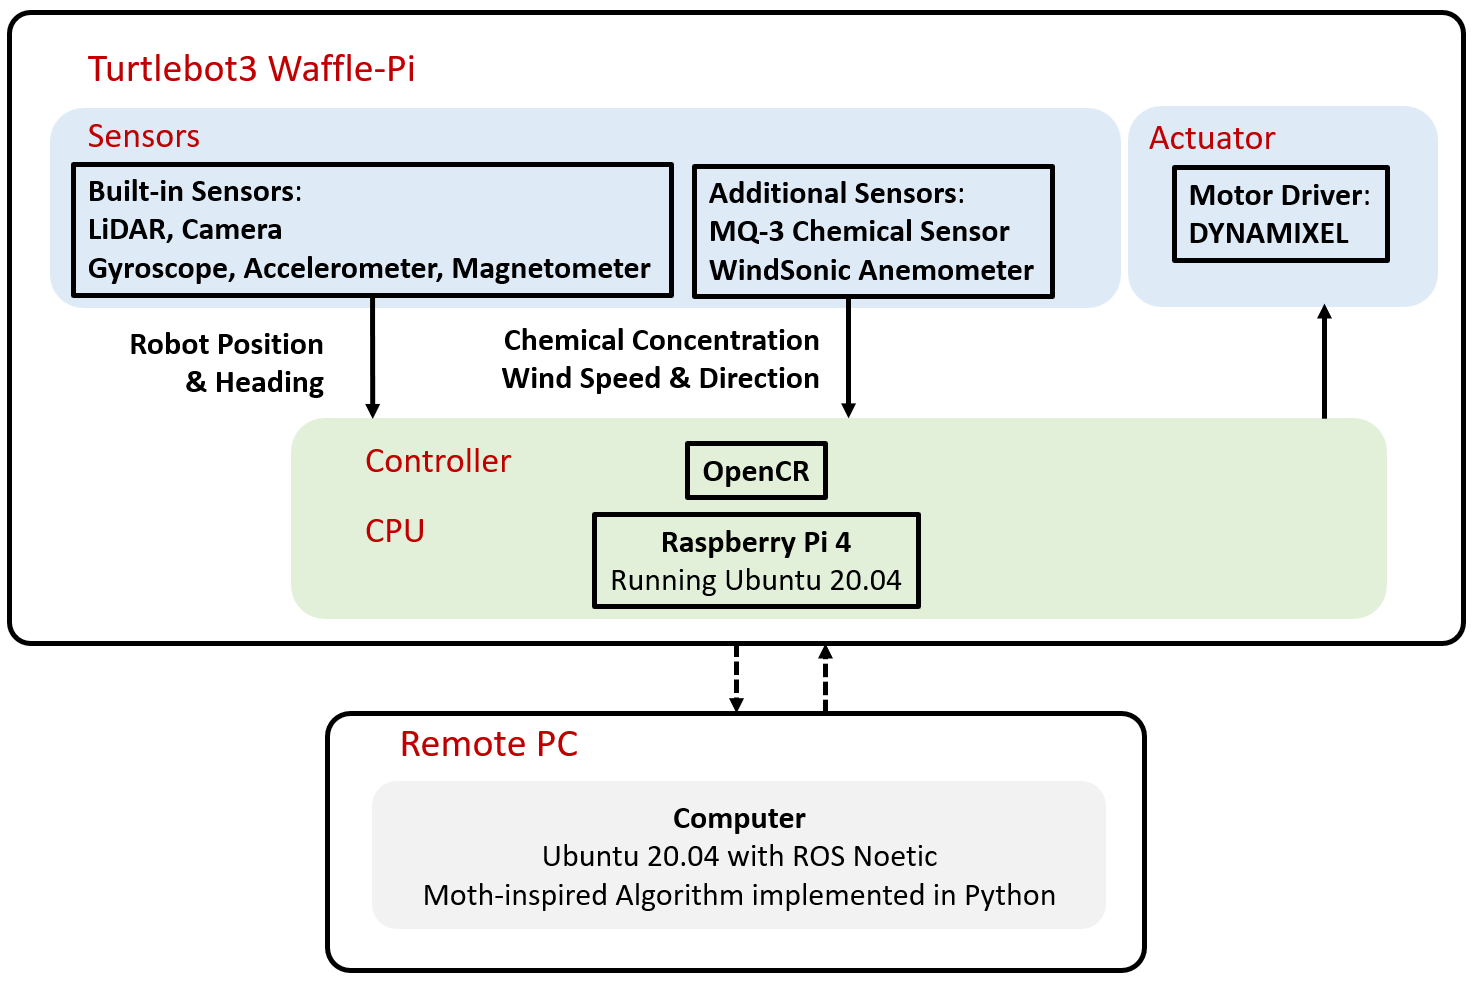 Turtlebot3 Waffle-Pi
Sensors
Built-in Sensors:
LiDAR, Camera
Gyroscope, Accelerometer, Magnetometer
Additional Sensors:
MQ-3 Chemical Sensor
WindSonic Anemometer
Actuator
Motor Driver:
DYNAMIXEL
Robot Position
& Heading
Chemical Concentration
Wind Speed & Direction
Controller
OpenCR
CPU
Raspberry Pi 4
Running Ubuntu 20.04
Remote PC
Computer
Ubuntu 20.04 with ROS Noetic
Moth-inspired Algorithm implemented in Python